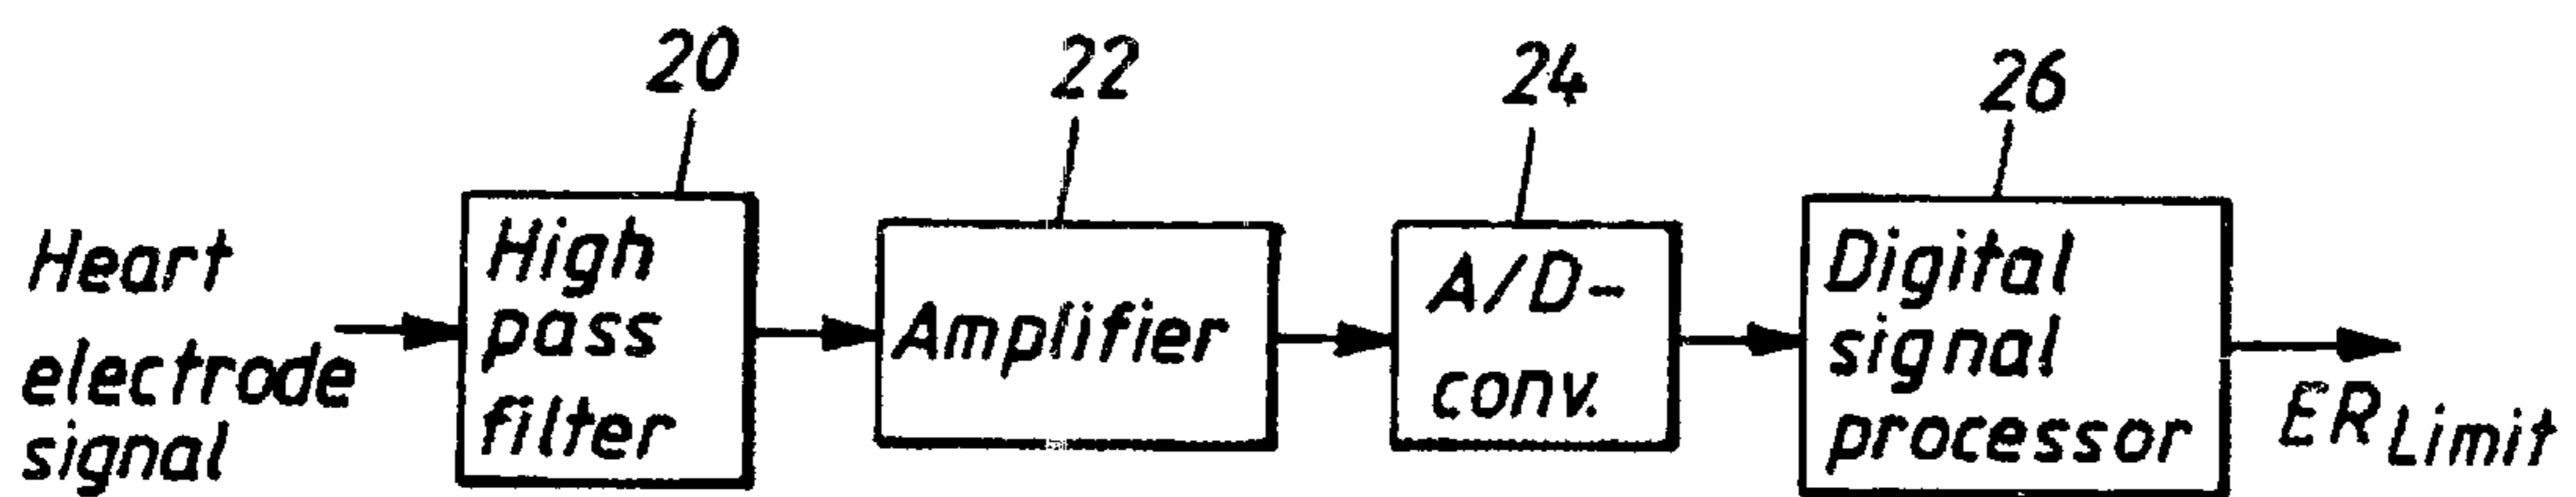 20
22
24
26
Heart
electrode
signal
High
pass
filter
Amplifier
A/D-
conv.
Digital
signal
processor
ER Limit